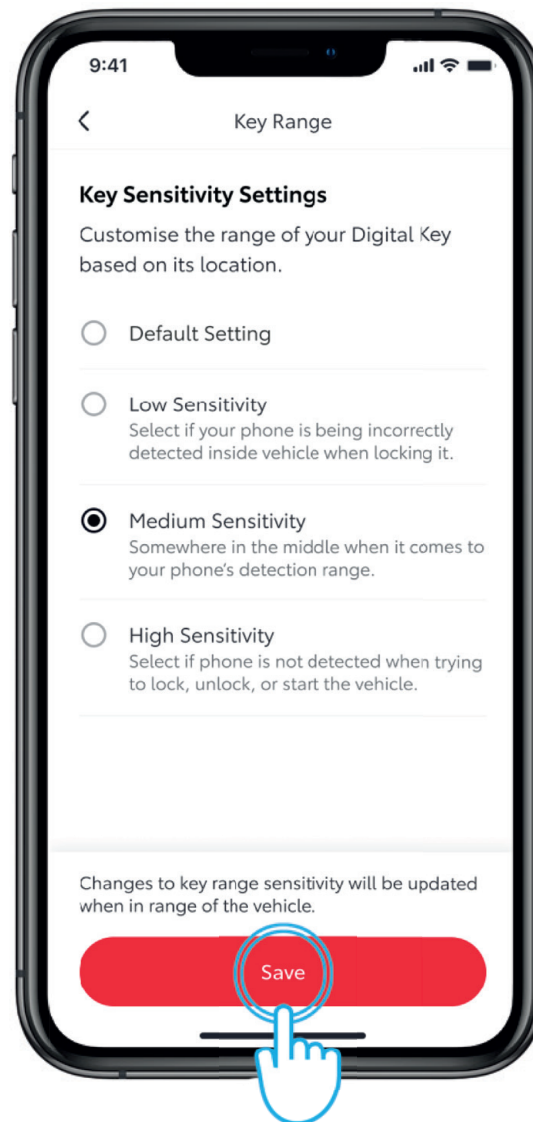 9:41
Key Range
Key Sensitivity Settings
Customise the range of your Digital Key
based on its location.
Default Setting
Low Sensitivity
Select if your phone is being incorrectly
detected inside vehicle when locking it.
Medium Sensitivity
Somewhere in the middle when it comes to
your phone's detection range.
High Sensitivity
Select if phone is not detected when trying
to lock, unlock, or start the vehicle.
Changes to key range sensitivity will be updated
when in range of the vehicle.
Save